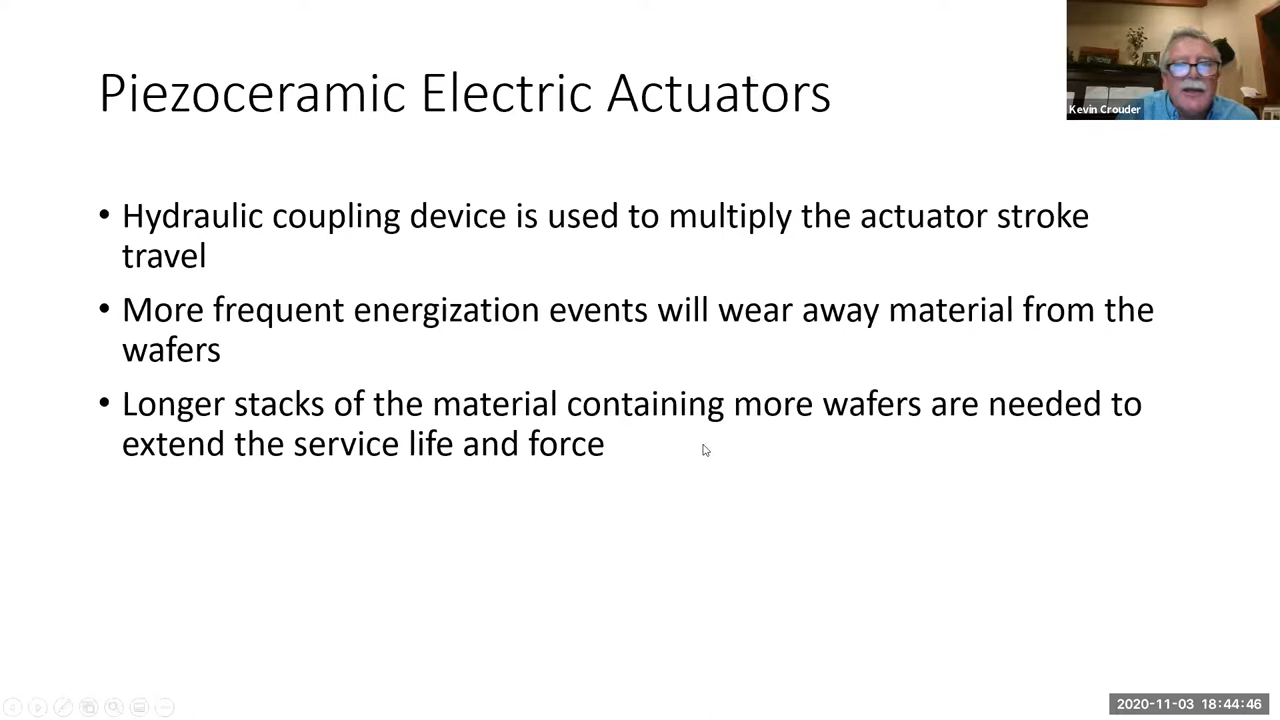 Piezoceramic Electric Actuators
Kevin Crouder
• Hydraulic coupling device is used to multiply the actuator stroke
travel
• More frequent energization events will wear away material from the
wafers
• Longer stacks of the material containing more wafers are needed to
extend the service life and force
2020-11-03 18:44:46